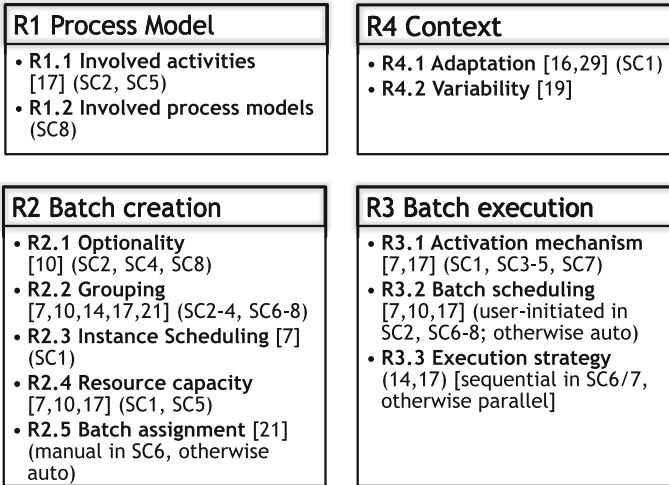 R1 Process Model
• R1.1 Involved activities
[17] (SC2, SC5)
• R1.2 Involved process models
(SC8)
R4 Context
• R4.1 Adaptation [16,29] (SC1)
• R4.2 Variability [19]
R2 Batch creation
• R2.1 Optionality
[10] (SC2, SC4, SC8)
• R2.2 Grouping
[7,10,14,17,21] (SC2-4, SC6-8)
• R2.3 Instance Scheduling [7]
(SC1)
• R2.4 Resource capacity
[7,10,17] (SC1, SC5)
• R2.5 Batch assignment [21]
(manual in SC6, otherwise
auto)
R3 Batch execution
• R3.1 Activation mechanism
[7,17] (SC1, SC3-5, SC7)
• R3.2 Batch scheduling
[7,10,17] (user-initiated in
SC2, SC6-8; otherwise auto)
• R3.3 Execution strategy
(14,17) [sequential in SC6/7,
otherwise parallel]